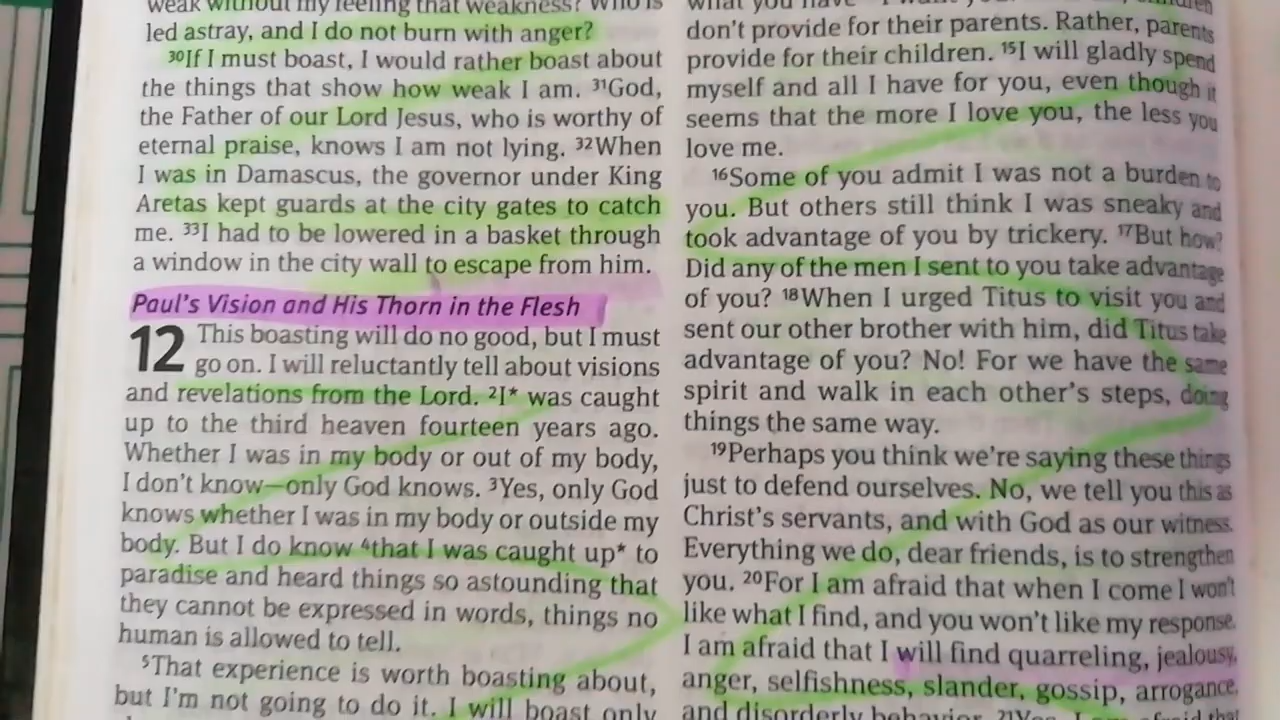 weak without my feeling that weakness? Who is
led astray, and I do not burn with anger?
³⁰If I must boast, I would rather boast about
the things that show how weak I am. ³¹God,
the Father of our Lord Jesus, who is worthy of
eternal praise, knows I am not lying. ³²When
I was in Damascus, the governor under King
Aretas kept guards at the city gates to catch
me. ³³I had to be lowered in a basket through
a window in the city wall to escape from him.
Paul's Vision and His Thorn in the Flesh
12 This boasting will do no good, but I must
go on. I will reluctantly tell about visions
and revelations from the Lord. ²I* was caught
up to the third heaven fourteen years ago.
Whether I was in my body or out of my body,
I don't know—only God knows. ³Yes, only God
knows whether I was in my body or outside my
body. But I do know ⁴that I was caught up* to
paradise and heard things so astounding that
they cannot be expressed in words, things no
human is allowed to tell.
⁵That experience is worth boasting about,
but I'm not going to do it. I will boast only
what you have
don't provide for their parents. Rather, parents
provide for their children. ¹⁵I will gladly spend
myself and all I have for you, even though it
seems that the more I love you, the less you
love me.
¹⁶Some of you admit I was not a burden to
you. But others still think I was sneaky and
took advantage of you by trickery. ¹⁷But how?
Did any of the men I sent to you take advantage
of you? ¹⁸When I urged Titus to visit you and
sent our other brother with him, did Titus take
advantage of you? No! For we have the same
spirit and walk in each other's steps, doing
things the same way.
¹⁹Perhaps you think we're saying these things
just to defend ourselves. No, we tell you this as
Christ's servants, and with God as our witness.
Everything we do, dear friends, is to strengthen
you. ²⁰For I am afraid that when I come I won't
like what I find, and you won't like my response.
I am afraid that I will find quarreling, jealousy,
anger, selfishness, slander, gossip, arrogance,
and disorderly behavior. ²¹Yes, I am afraid that